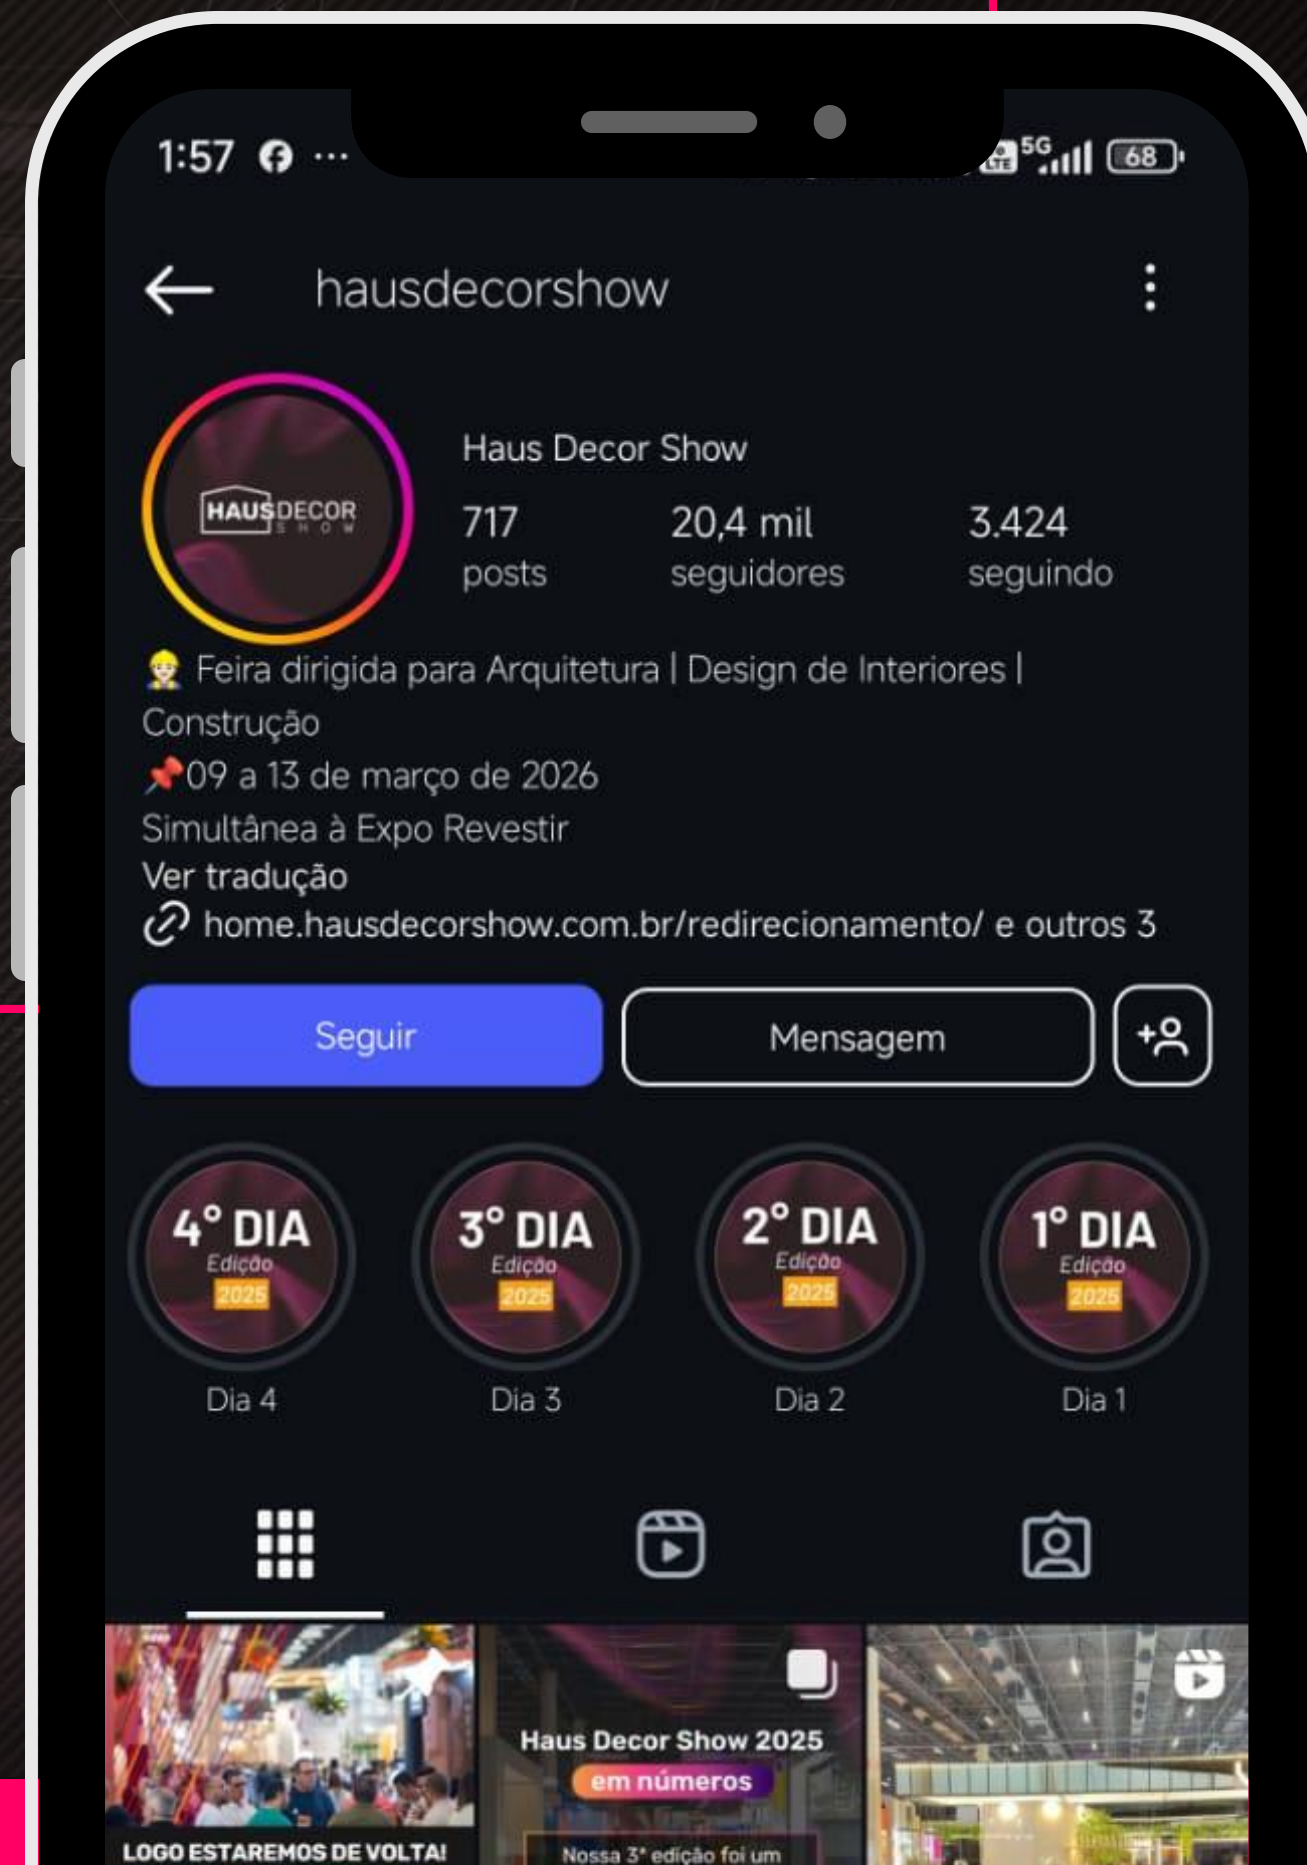 1:57
5G
LTE
68
hausdecorshow
HAUSDECOR
SHOW
Haus Decor Show
717
posts
20,4 mil
seguidores
3.424
seguindo
Feira dirigida para Arquitetura | Design de Interiores |
Construção
09 a 13 de março de 2026
Simultânea à Expo Revestir
Ver tradução
home.hausdecorshow.com.br/redirecionamento/ e outros 3
Seguir
Mensagem
4° DIA
Edição
2025
Dia 4
3° DIA
Edição
2025
Dia 3
2° DIA
Edição
2025
Dia 2
1° DIA
Edição
2025
Dia 1
LOGO ESTAREMOS DE VOLTA!
Haus Decor Show 2025
em números
Nossa 3ª edição foi um